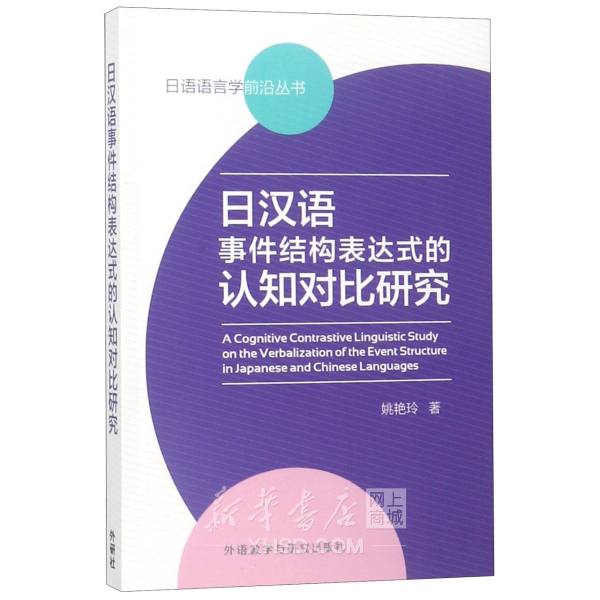 日语语言学前沿丛书
日汉语
事件结构表达式的
认知对比研究
A Cognitive Contrastive Linguistic Study
on the Verbalization of the Event Structure
in Japanese and Chinese Languages
姚艳玲 著
外语教学与研究出版社
日汉语事件结构表达式的认知对比研究
外研社
新华书店
网上
商城
XHSD.COM